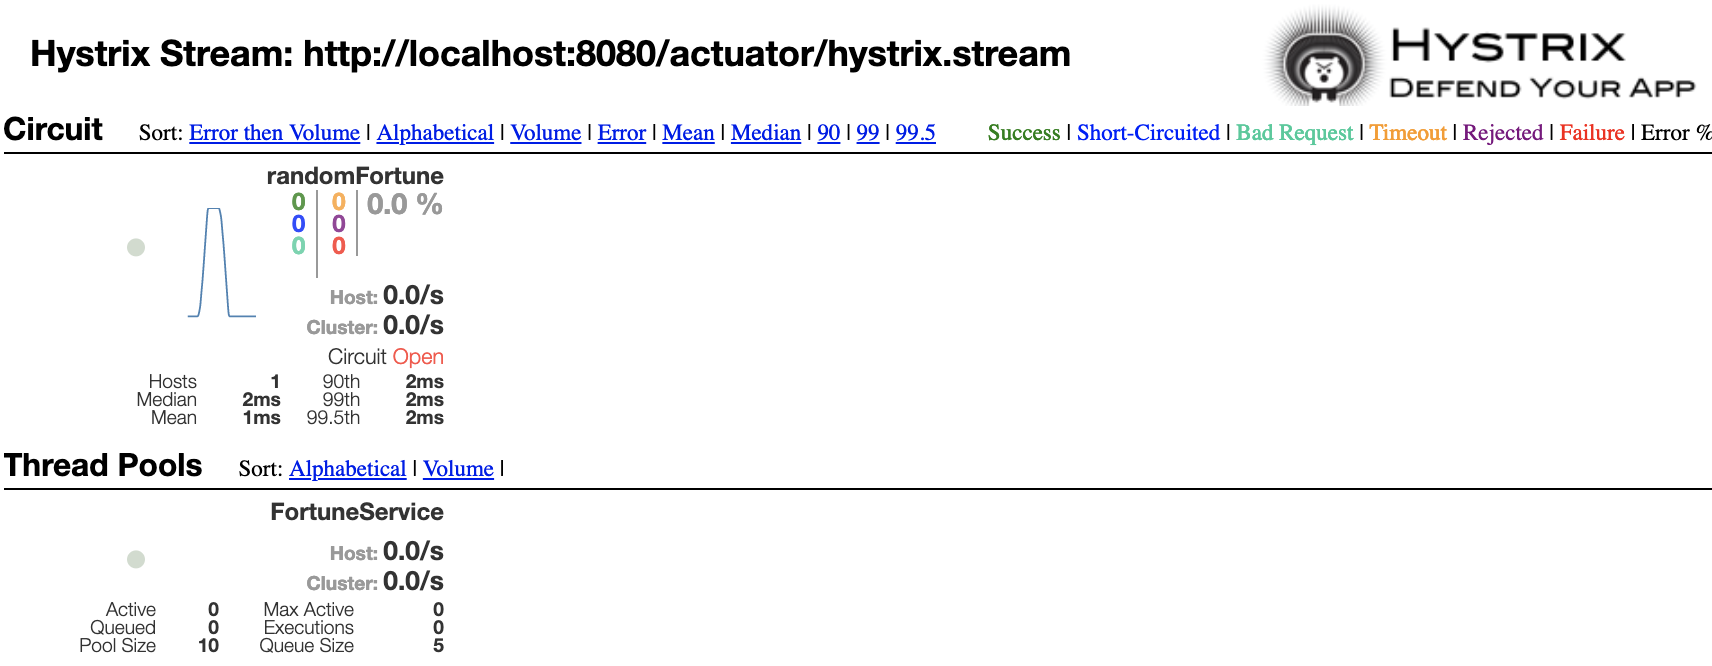 Hystrix Stream: http://localhost:8080/actuator/hystrix.stream
HYSTRIX
DEFEND YOUR APP
Circuit Sort: Error then Volume | Alphabetical | Volume | Error | Mean | Median | 90 | 99 | 99.5 Success | Short-Circuited | Bad Request | Timeout | Rejected | Failure | Error %
randomFortune
0 0 0.0 %
0 0
0 0
Host: 0.0/s
Cluster: 0.0/s
Circuit Open
Hosts 1 90th 2ms
Median 2ms 99th 2ms
Mean 1ms 99.5th 2ms
Thread Pools Sort: Alphabetical | Volume |
FortuneService
Host: 0.0/s
Cluster: 0.0/s
Active 0 Max Active 0
Queued 0 Executions 0
Pool Size 10 Queue Size 5